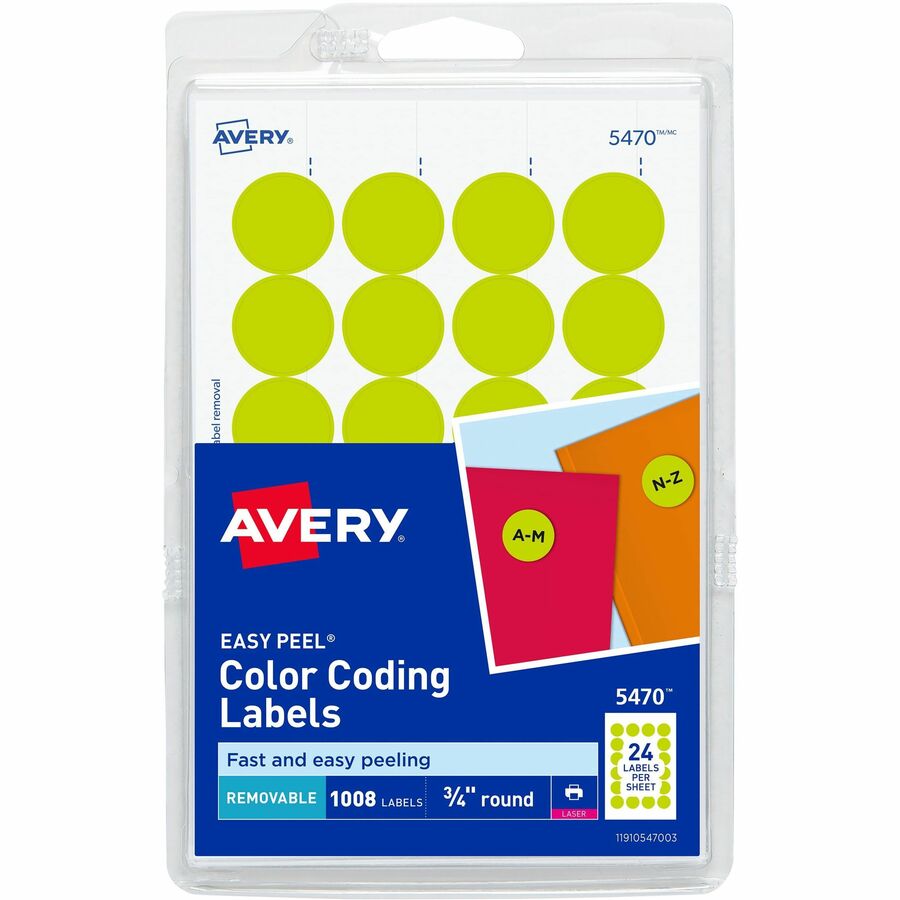 AVERY®
5470™/MC
abel removal
A-M
N-Z
AVERY®
EASY PEEL®
Color Coding
Labels
Fast and easy peeling
REMOVABLE
1008 LABELS
3/4" round
LASER
5470™
24
LABELS
PER
SHEET
11910547003